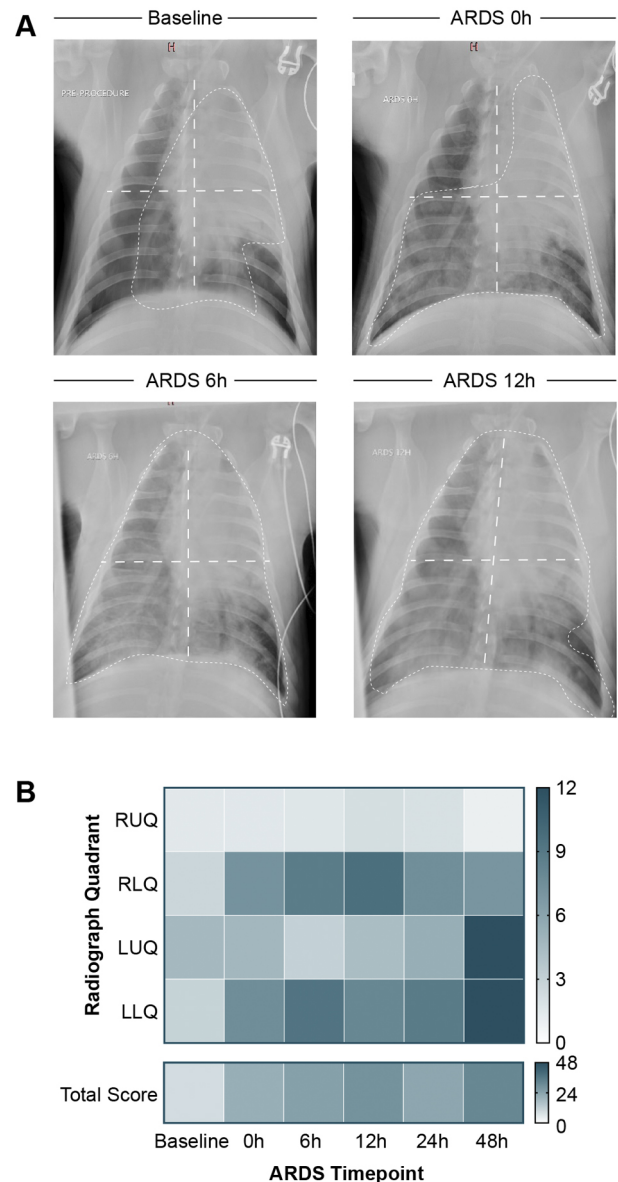 A
Baseline
ARDS 0h
H
H
PRE-PROCEDURE
ARDS 0H
ARDS 6h
ARDS 12h
ARDS 12H
B
Radiograph Quadrant
RUQ
RLQ
LUQ
LLQ
12
9
6
3
0
Total Score
48
24
0
Baseline 0h 6h 12h 24h 48h
ARDS Timepoint